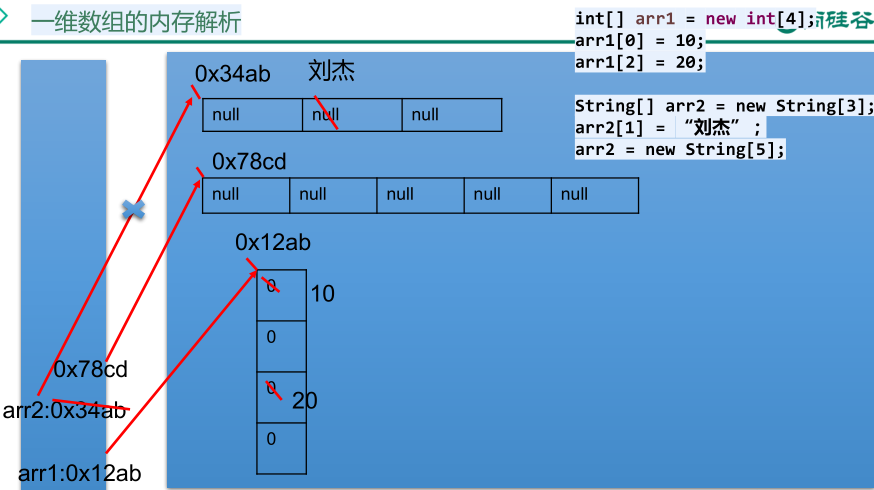 一维数组的内存解析
int[] arr1 = new int[4];
硅谷
arr1[0] = 10;
arr1[2] = 20;
String[] arr2 = new String[3];
arr2[1] = “刘杰” ;
arr2 = new String[5];
0x34ab
刘杰
null null null
0x78cd
null null null null null
0x12ab
0
10
0
0
20
0
0x78cd
arr2:0x34ab
arr1:0x12ab